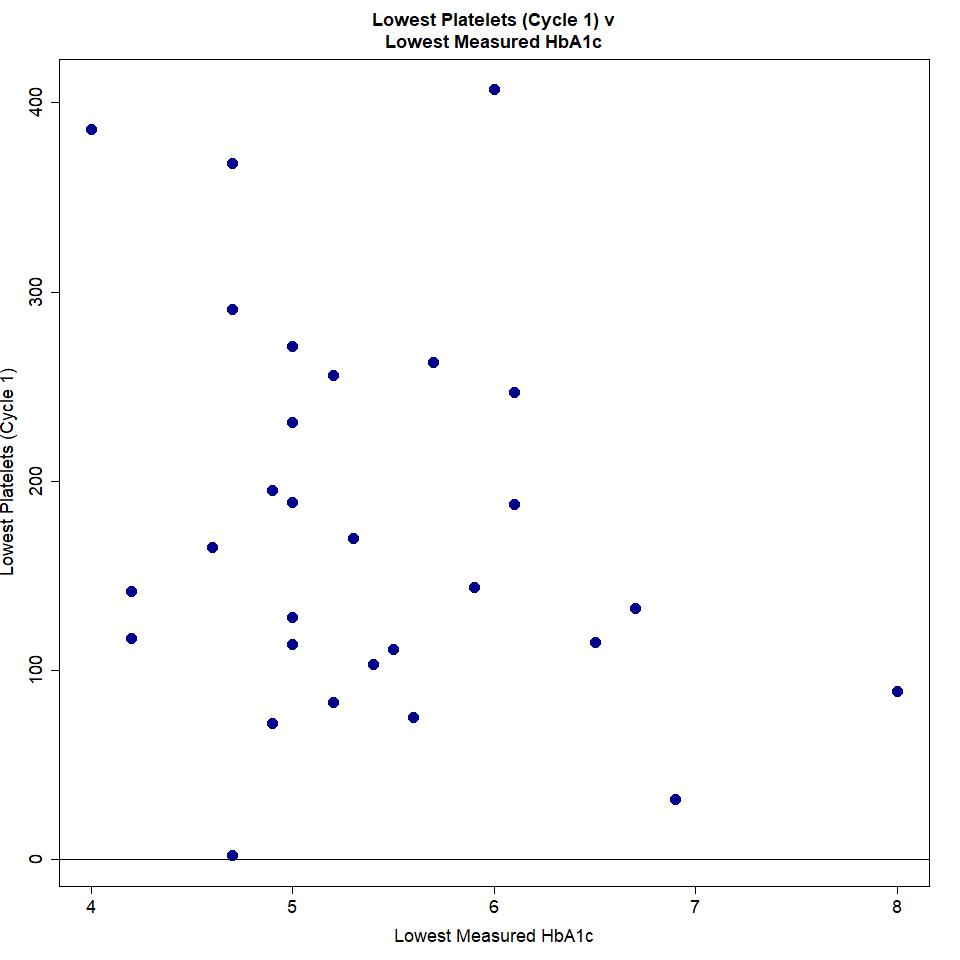 Lowest Platelets (Cycle 1) v
Lowest Measured HbA1c
Lowest Platelets (Cycle 1)
400
300
200
100
0
4 5 6 7 8
Lowest Measured HbA1c